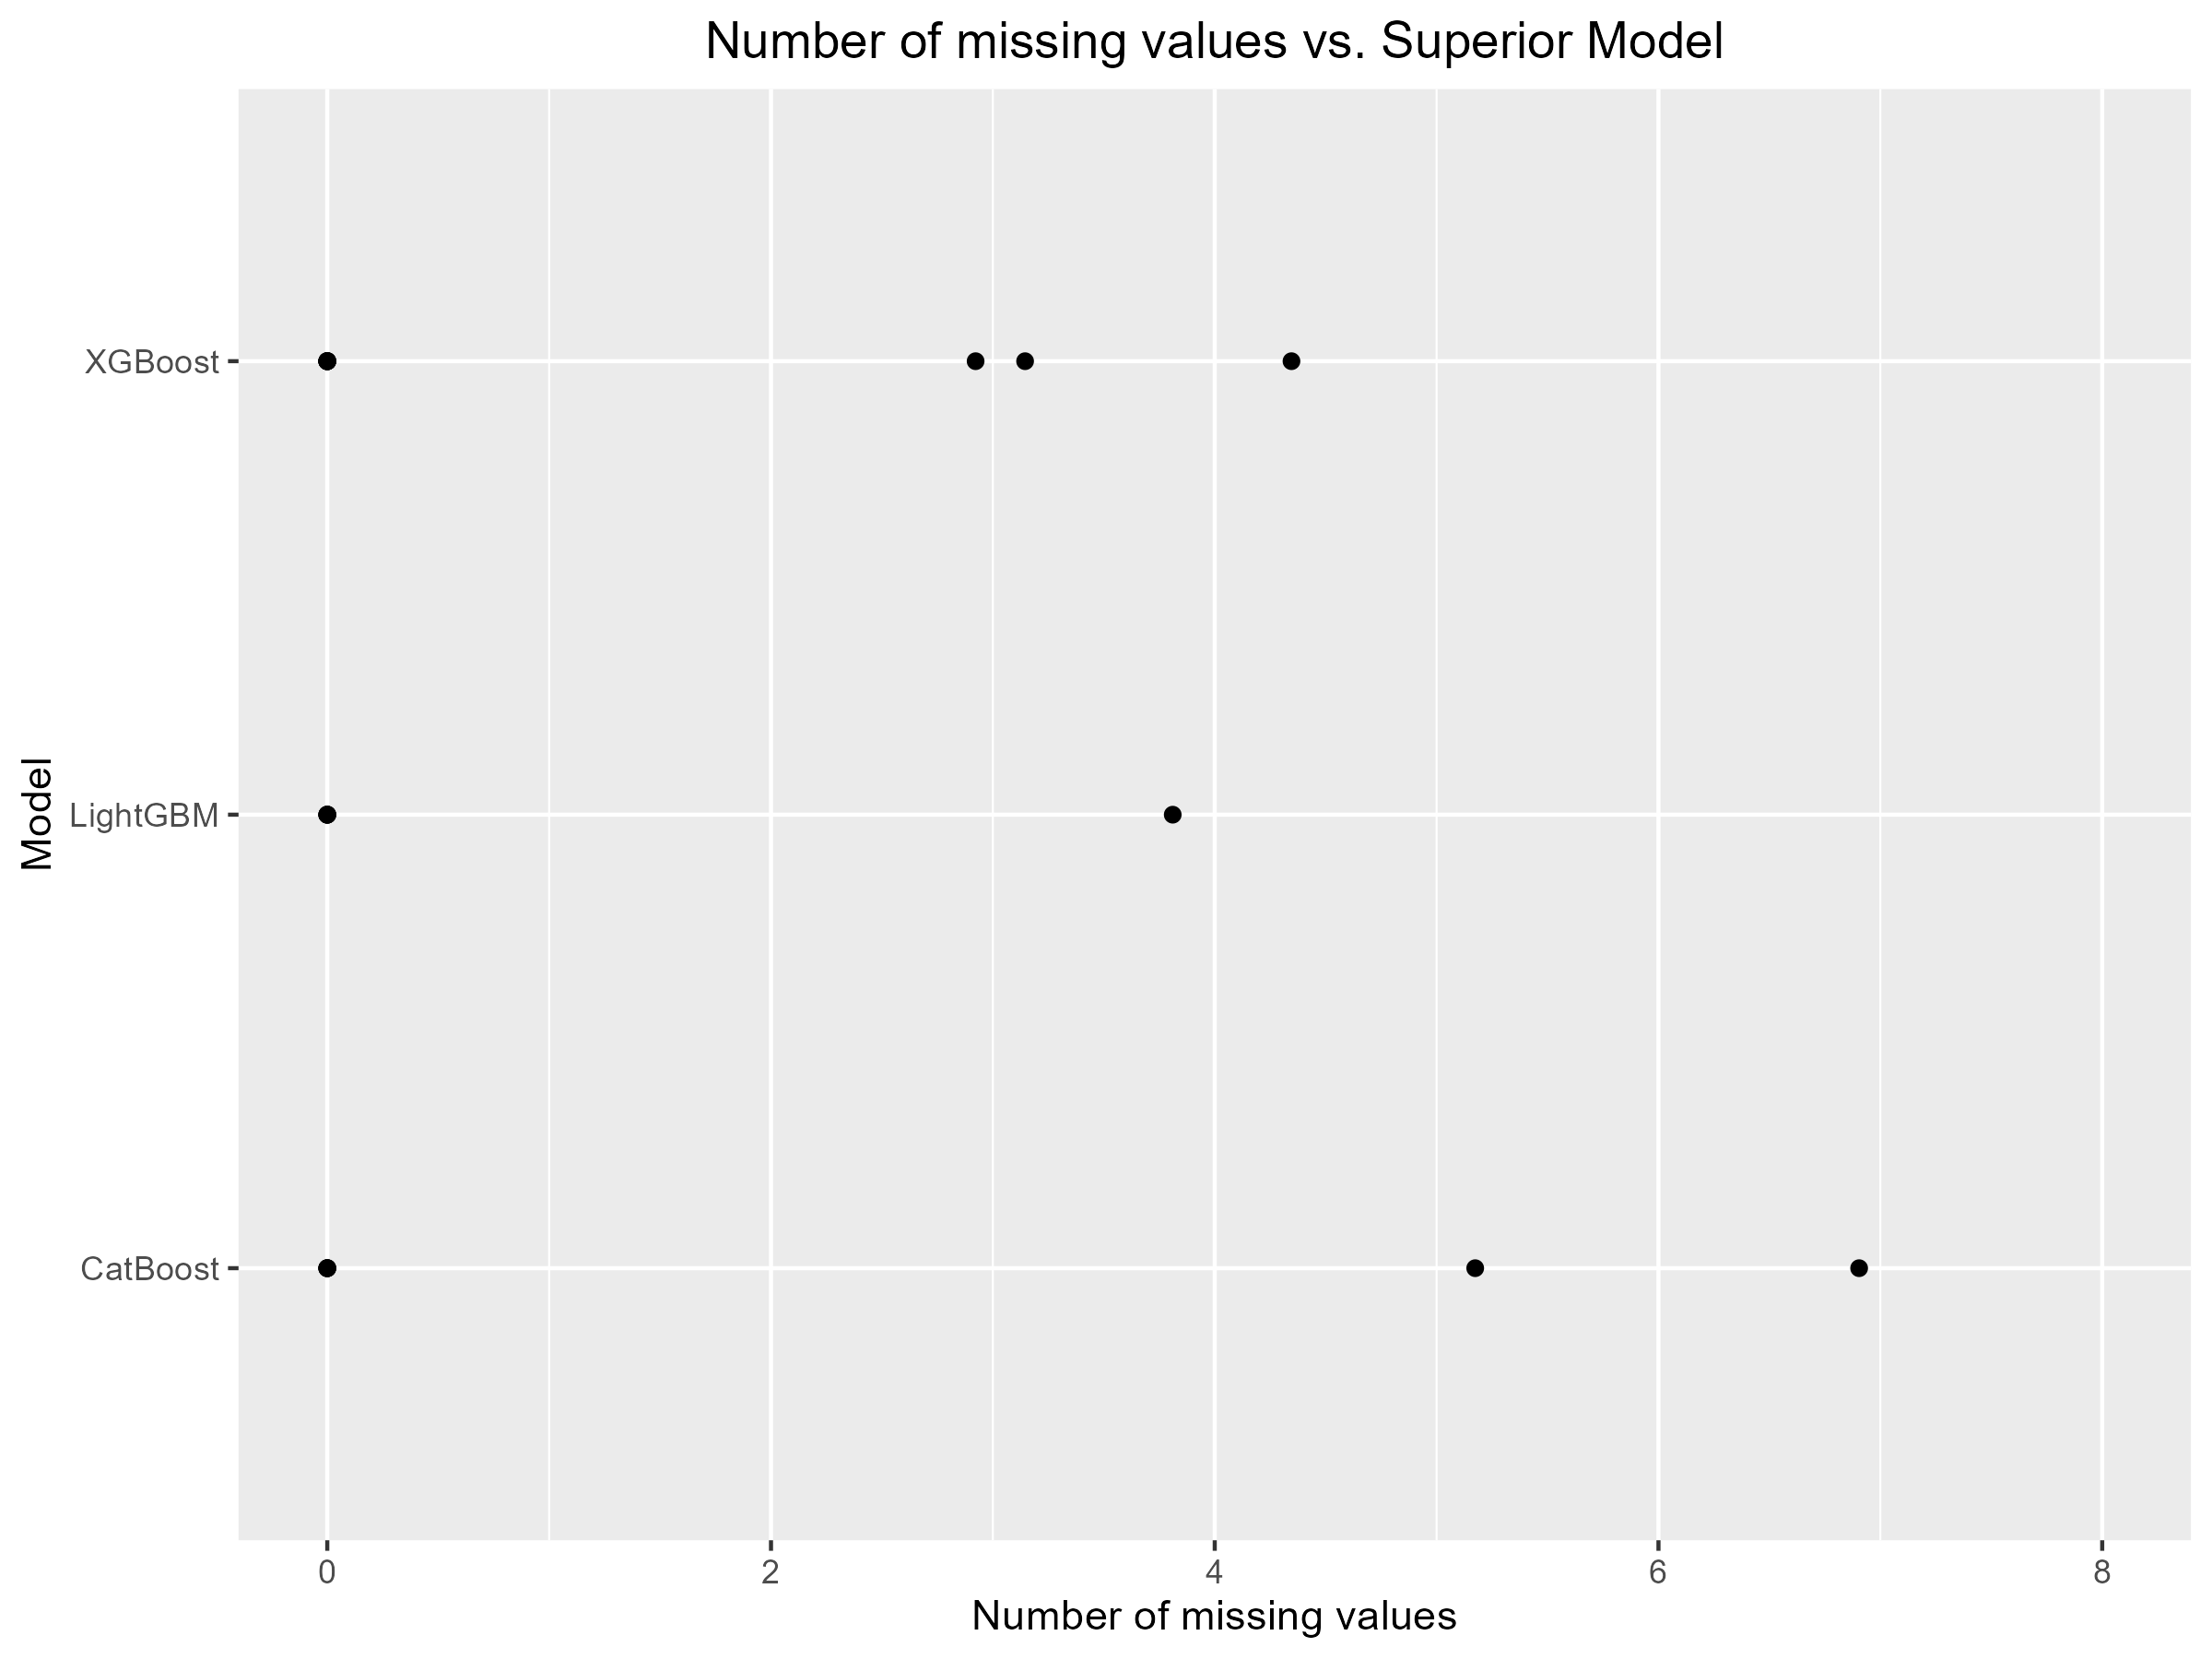 Number of missing values vs. Superior Model
Model
XGBoost
LightGBM
CatBoost
0 2 4 6 8
Number of missing values